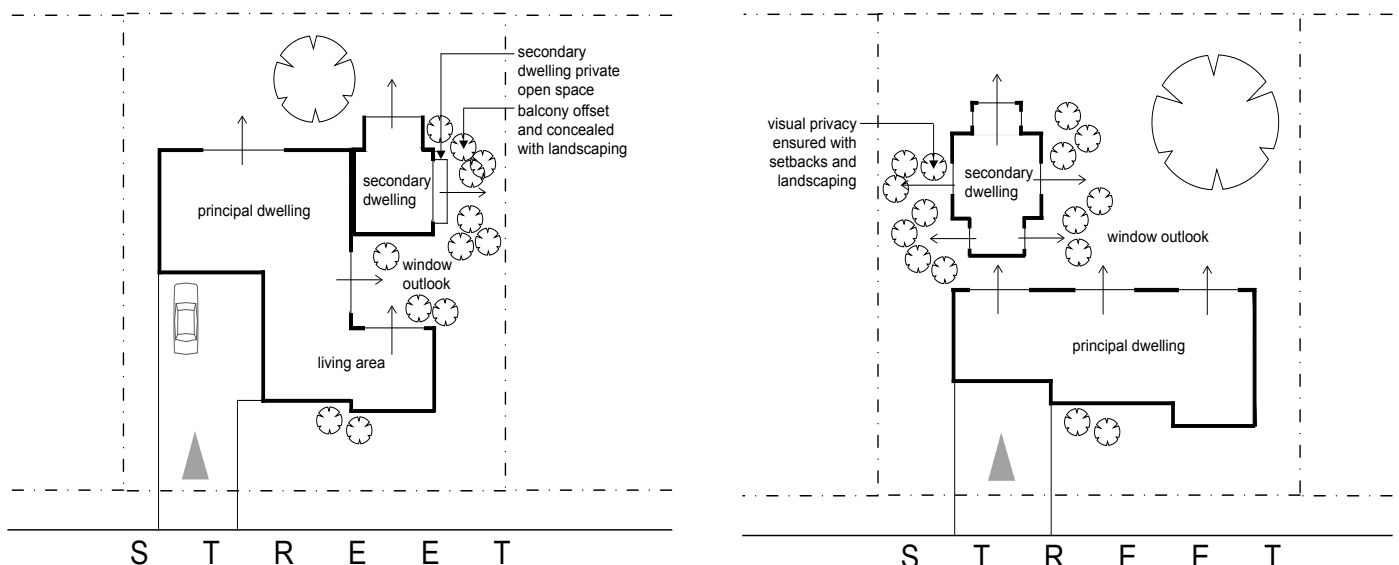 secondary
dwelling private
open space
balcony offset
and concealed
with landscaping
secondary
dwelling
principal dwelling
window
outlook
living area
S T R E E T
visual privacy
ensured with
setbacks and
landscaping
secondary
dwelling
window outlook
principal dwelling
S T R E E T